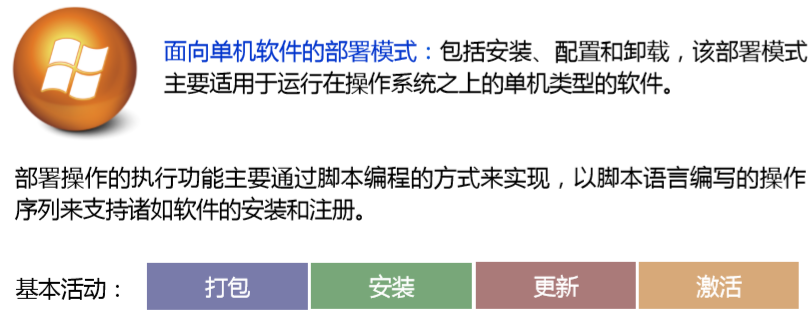 面向单机软件的部署模式：包括安装、配置和卸载，该部署模式
主要适用于运行在操作系统之上的单机类型的软件。
部署操作的执行功能主要通过脚本编程的方式来实现，以脚本语言编写的操作
序列来支持诸如软件的安装和注册。
基本活动： 打包 安装 更新 激活